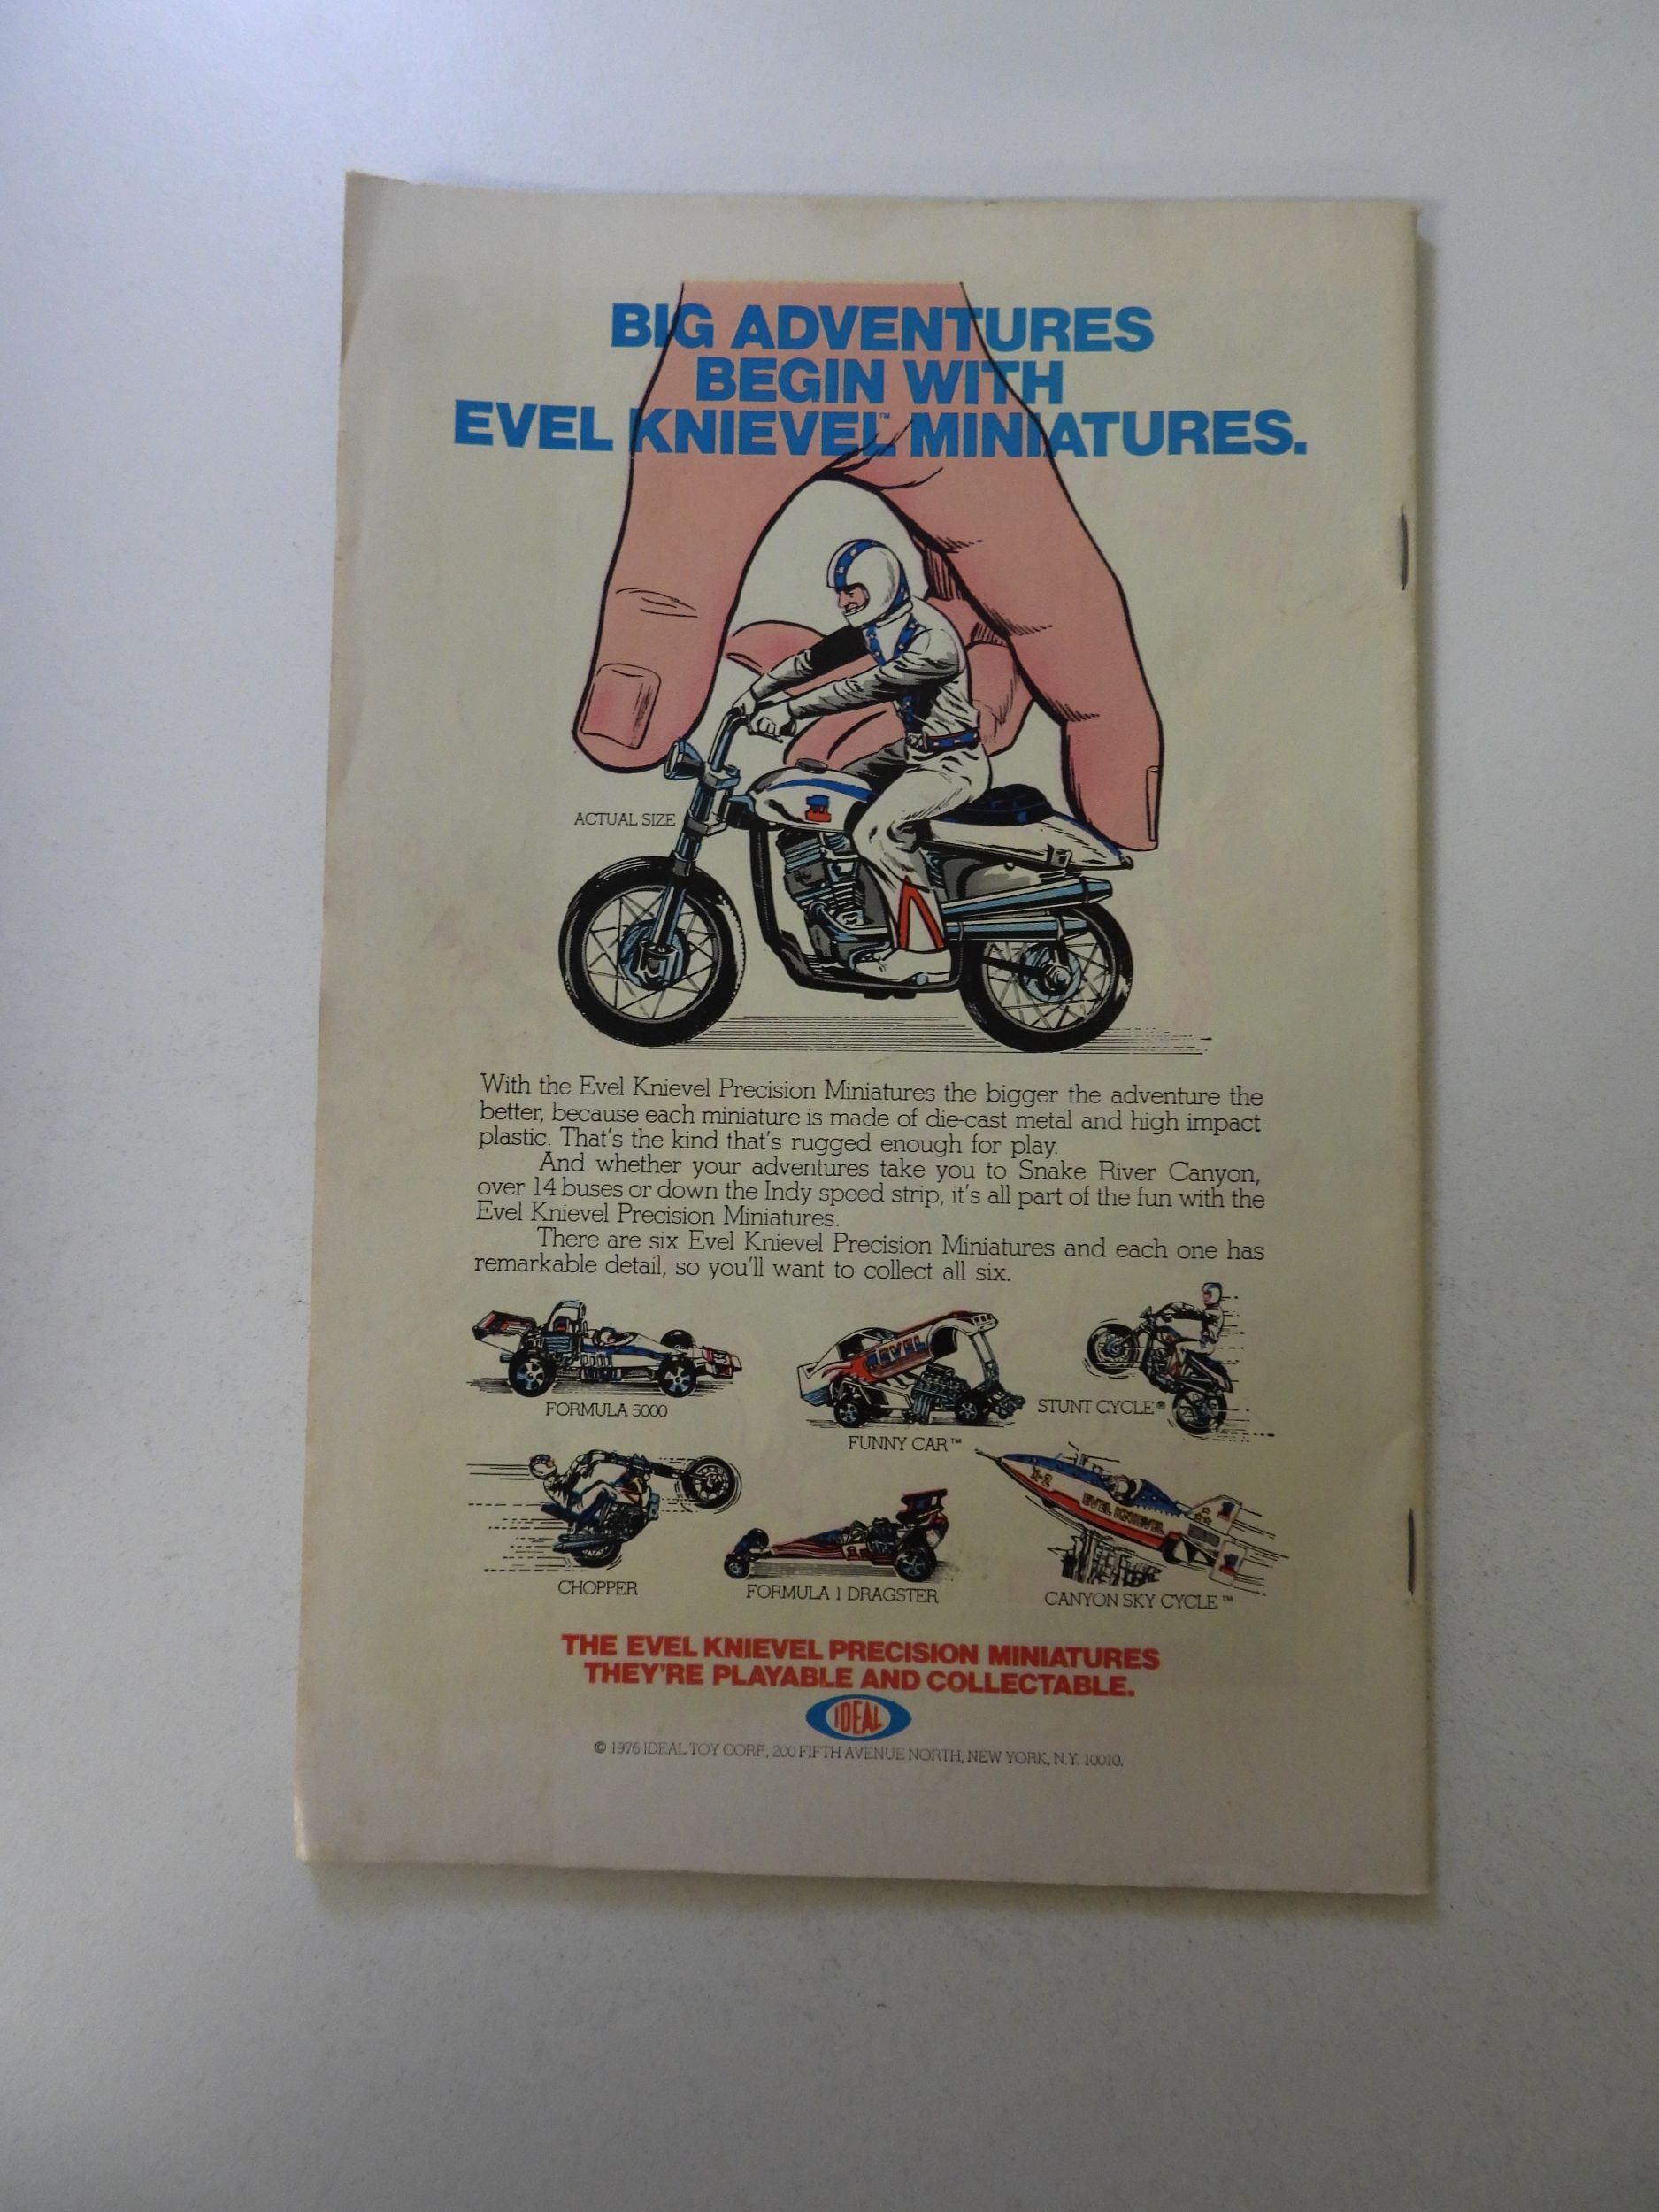 BIG ADVENTURES
BEGIN WITH
EVEL KNIEVEL™ MINIATURES.
ACTUAL SIZE
With the Evel Knievel Precision Miniatures the bigger the adventure the
better, because each miniature is made of die-cast metal and high impact
plastic. That's the kind that's rugged enough for play.
And whether your adventures take you to Snake River Canyon,
over 14 buses or down the Indy speed strip, it's all part of the fun with the
Evel Knievel Precision Miniatures.
There are six Evel Knievel Precision Miniatures and each one has
remarkable detail, so you'll want to collect all six.
EVEL
FORMULA 5000
FUNNY CAR™
STUNT CYCLE®
X-2
EVEL KNIEVEL
CHOPPER
FORMULA 1 DRAGSTER
CANYON SKY CYCLE™
THE EVEL KNIEVEL PRECISION MINIATURES
THEY'RE PLAYABLE AND COLLECTABLE.
IDEAL
© 1976 IDEAL TOY CORP., 200 FIFTH AVENUE NORTH, NEW YORK, N.Y. 10010.